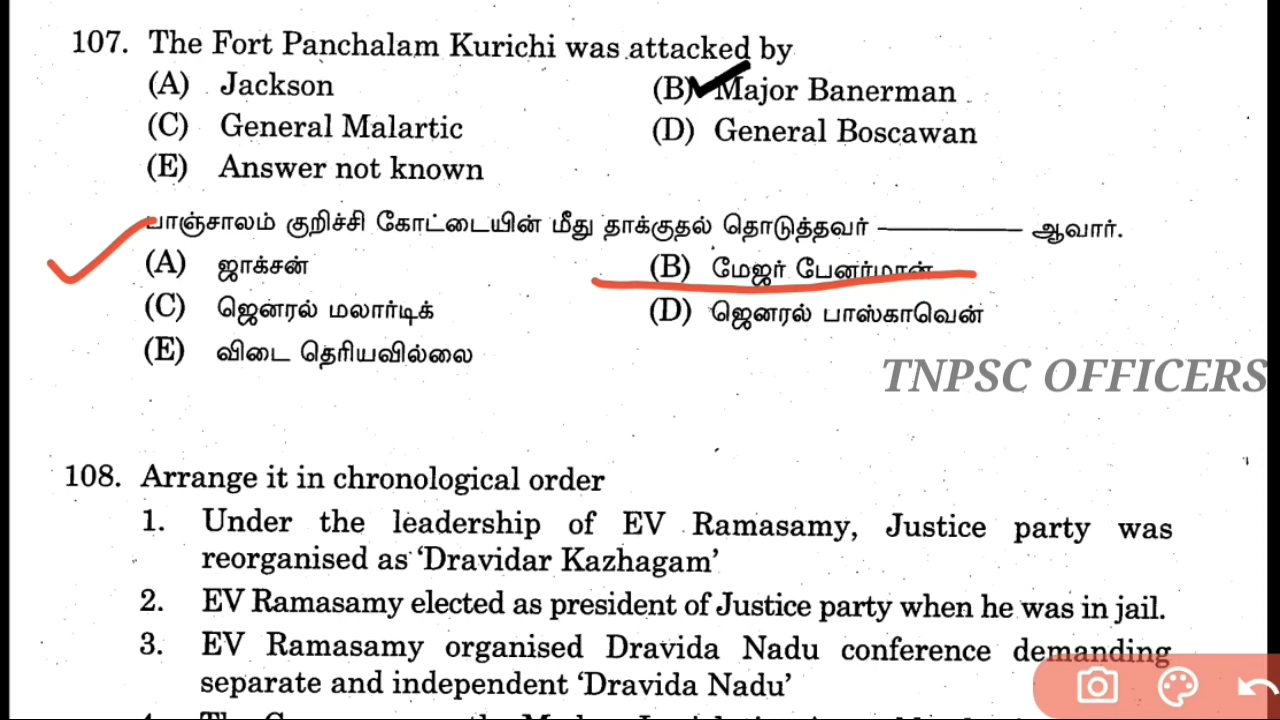 107. The Fort Panchalam Kurichi was attacked by
(A) Jackson (B) Major Banerman
(C) General Malartic (D) General Boscawan
(E) Answer not known
பாஞ்சாலம் குறிச்சி கோட்டையின் மீது தாக்குதல் தொடுத்தவர் ———— ஆவார்.
(A) ஜாக்சன் (B) மேஜர் பேனர்மான்
(C) ஜெனரல் மலார்டிக் (D) ஜெனரல் பாஸ்காவென்
(E) விடை தெரியவில்லை
TNPSC OFFICERS
108. Arrange it in chronological order
1. Under the leadership of EV Ramasamy, Justice party was
reorganised as 'Dravidar Kazhagam'
2. EV Ramasamy elected as president of Justice party when he was in jail.
3. EV Ramasamy organised Dravida Nadu conference demanding
separate and independent 'Dravida Nadu'